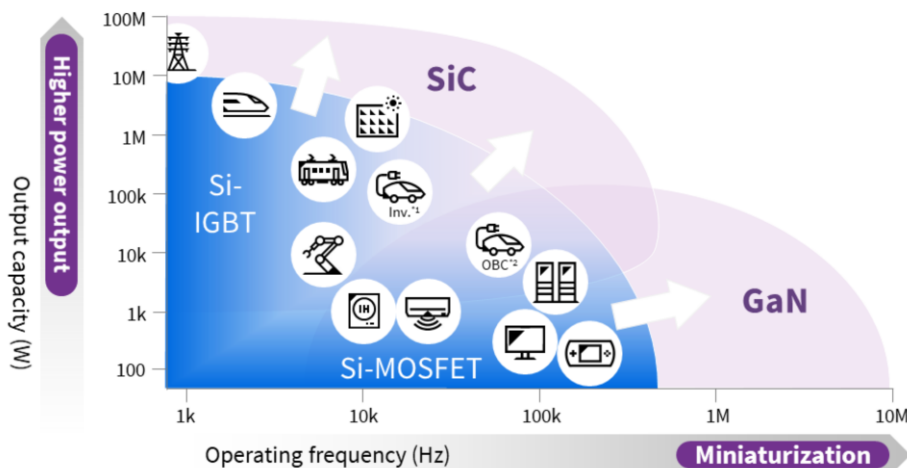 100M
10M
1M
100k
10k
1k
100
Higher power output
Output capacity (W)
SiC
Si-
IGBT
Inv.*1
OBC*2
IH
GaN
Si-MOSFET
1k
10k
100k
1M
10M
Operating frequency (Hz)
Miniaturization